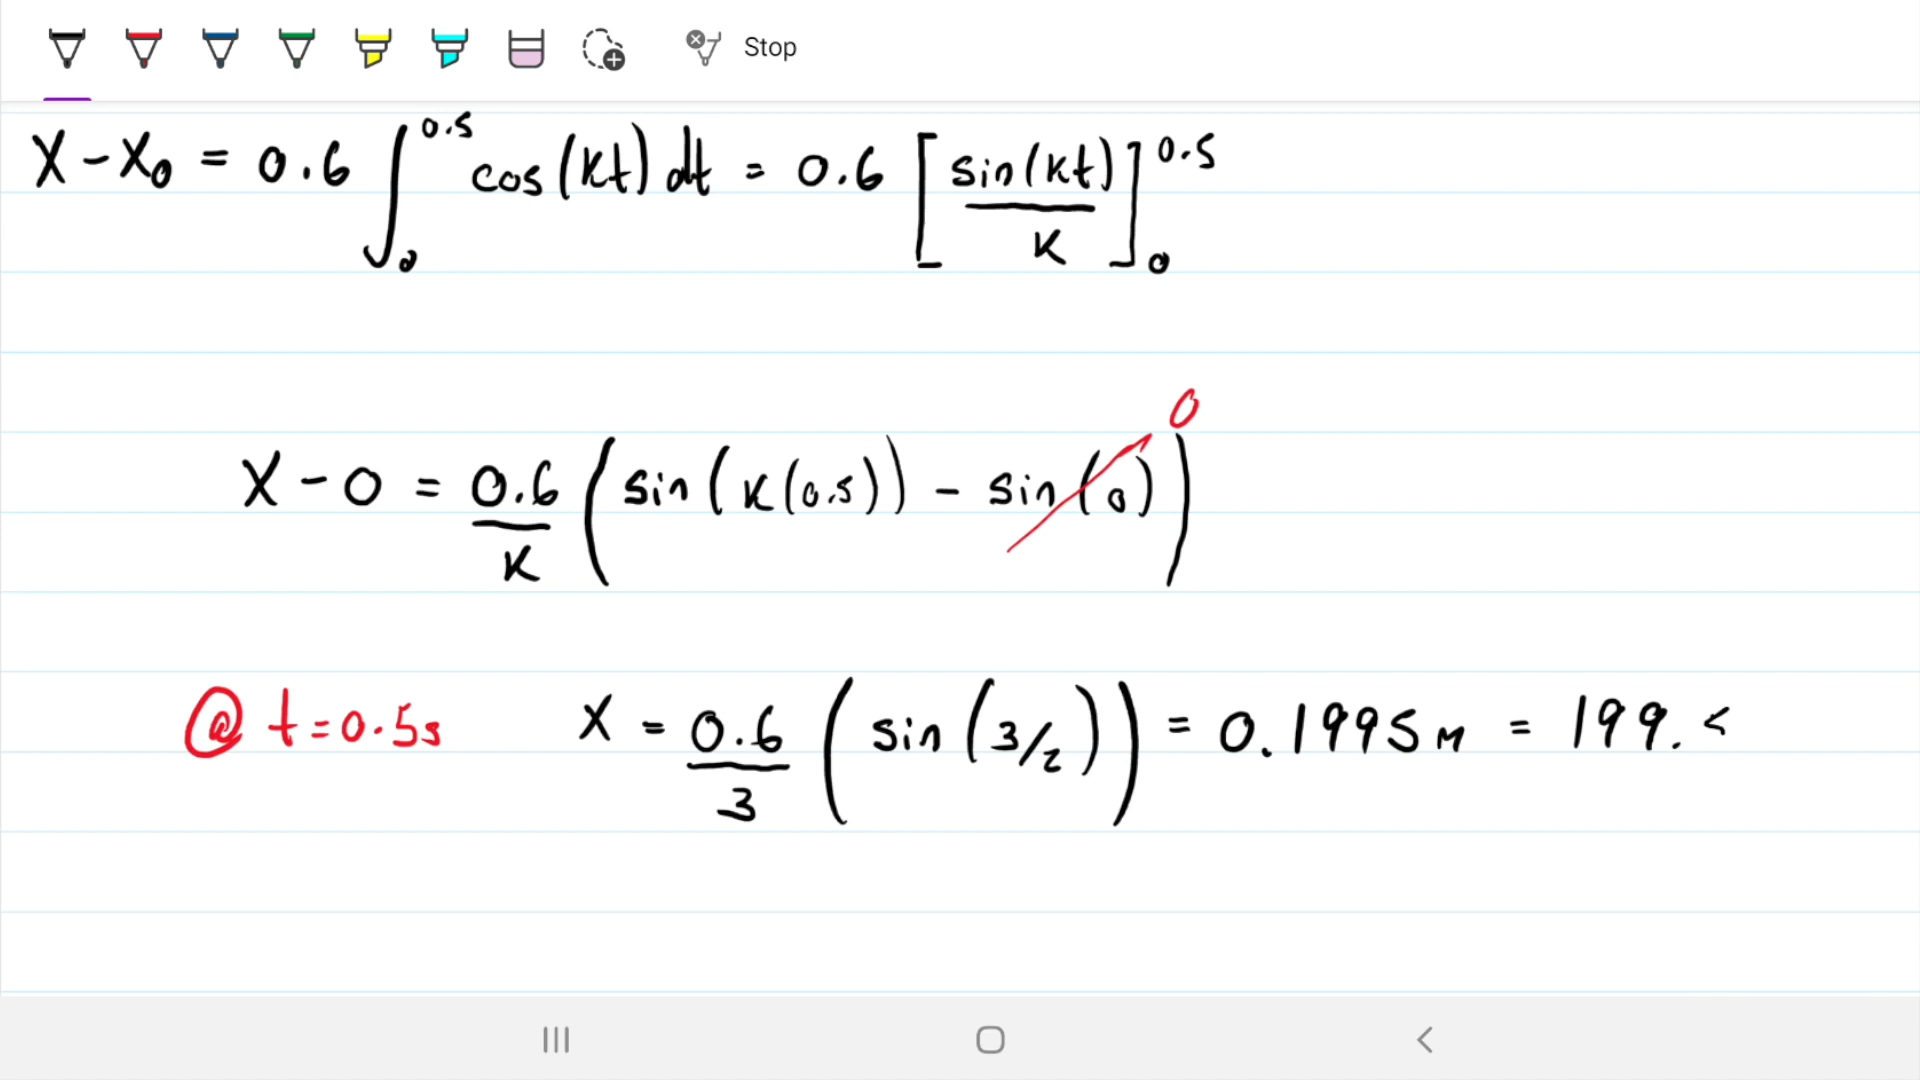 Stop
X - X₀ = 0.6 ∫₀^0.5 cos(kt) dt = 0.6 [sin(kt)/k]₀^0.5
X - 0 = 0.6/k (sin(k(0.5)) - sin(0)) 0
@ t = 0.5s X = 0.6/3 (sin(3/2)) = 0.1995 m = 199.